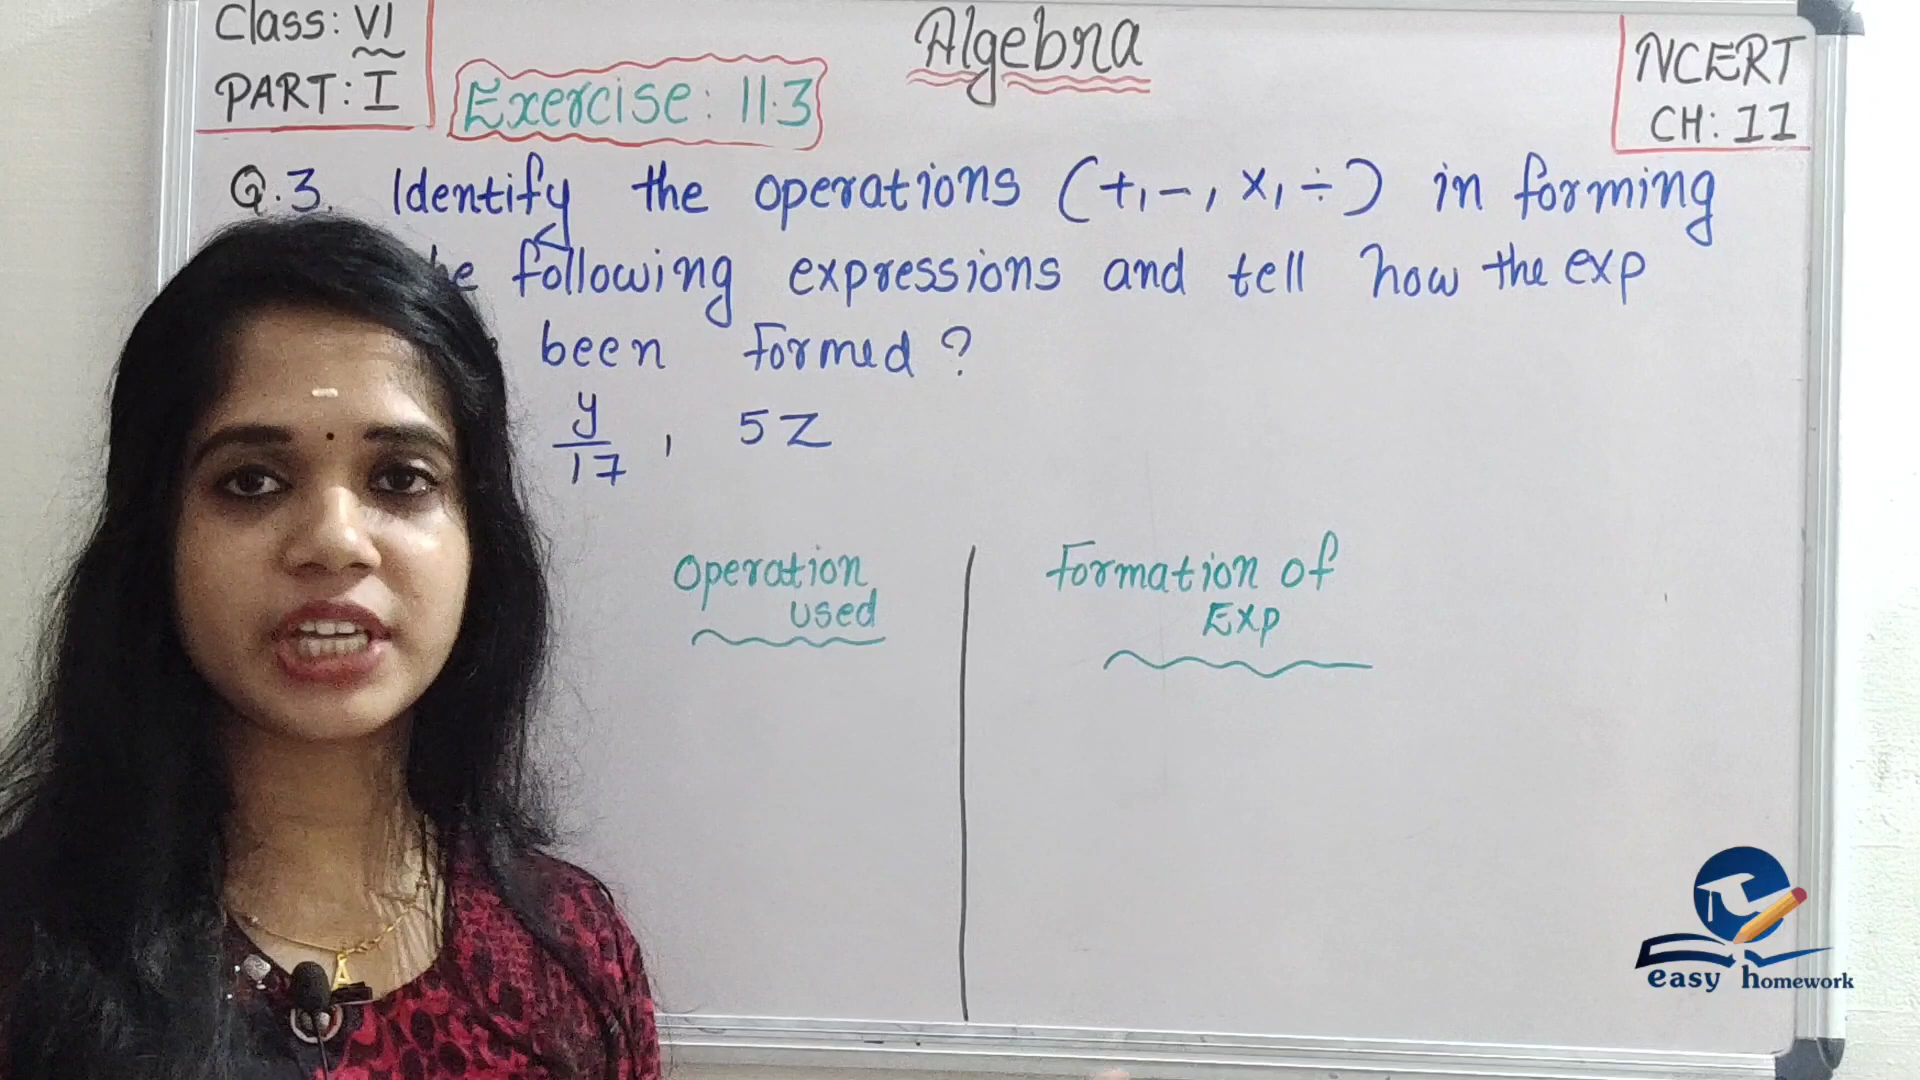 Class: VI
PART: I
Exercise: 11.3
Algebra
NCERT
CH: 11
Q.3. Identify the operations (+, -, ×, ÷) in forming
following expressions and tell how the exp
been formed?
y/17, 5z
Operation used
Formation of Exp
easy homework
A